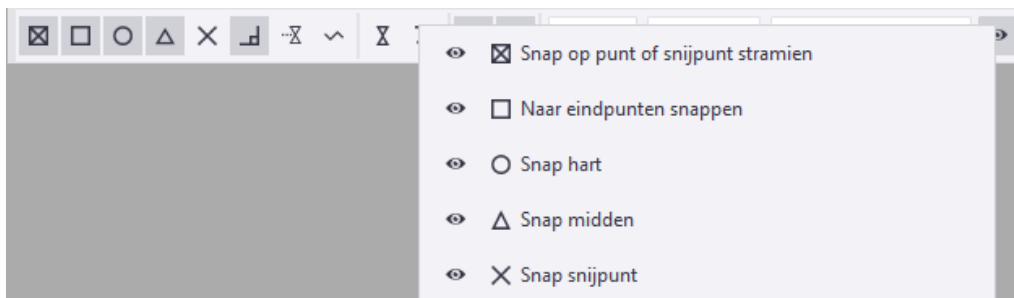 Snap op punt of snijpunt stramien
Naar eindpunten snappen
Snap hart
Snap midden
Snap snijpunt